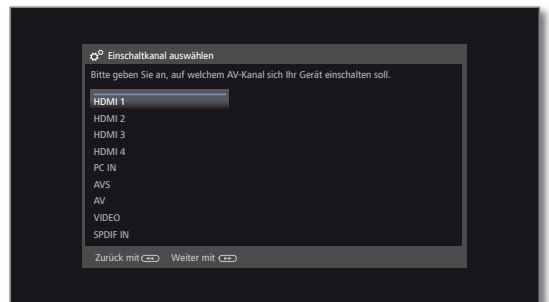 Einschaltkanal auswählen
Bitte geben Sie an, auf welchem AV-Kanal sich Ihr Gerät einschalten soll.
HDMI 1
HDMI 2
HDMI 3
HDMI 4
PC IN
AVS
AV
VIDEO
SPDIF IN
Zurück mit Weiter mit